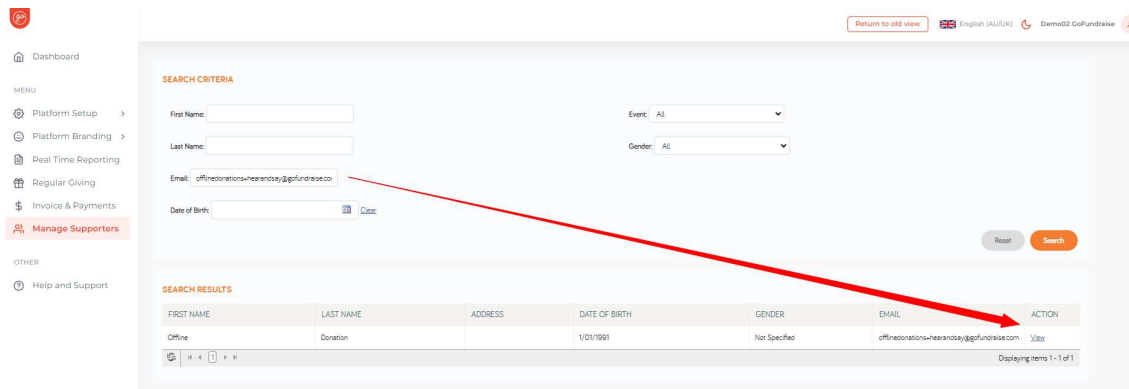 go
Return to old view English (AU/UK) Demo02 GoFundraise
Dashboard
MENU
Platform Setup
Platform Branding
Real Time Reporting
Regular Giving
Invoice & Payments
Manage Supporters
OTHER
Help and Support
SEARCH CRITERIA
First Name: Event: All
Last Name: Gender: All
Email: offlinedonations+hearandsay@gofundraise.co
Date of Birth: Clear
Reset Search
SEARCH RESULTS
FIRST NAME LAST NAME ADDRESS DATE OF BIRTH GENDER EMAIL ACTION
Offline Donation 1/01/1991 Not Specified offlinedonations+hearandsay@gofundraise.com View
1 Displaying items 1 - 1 of 1